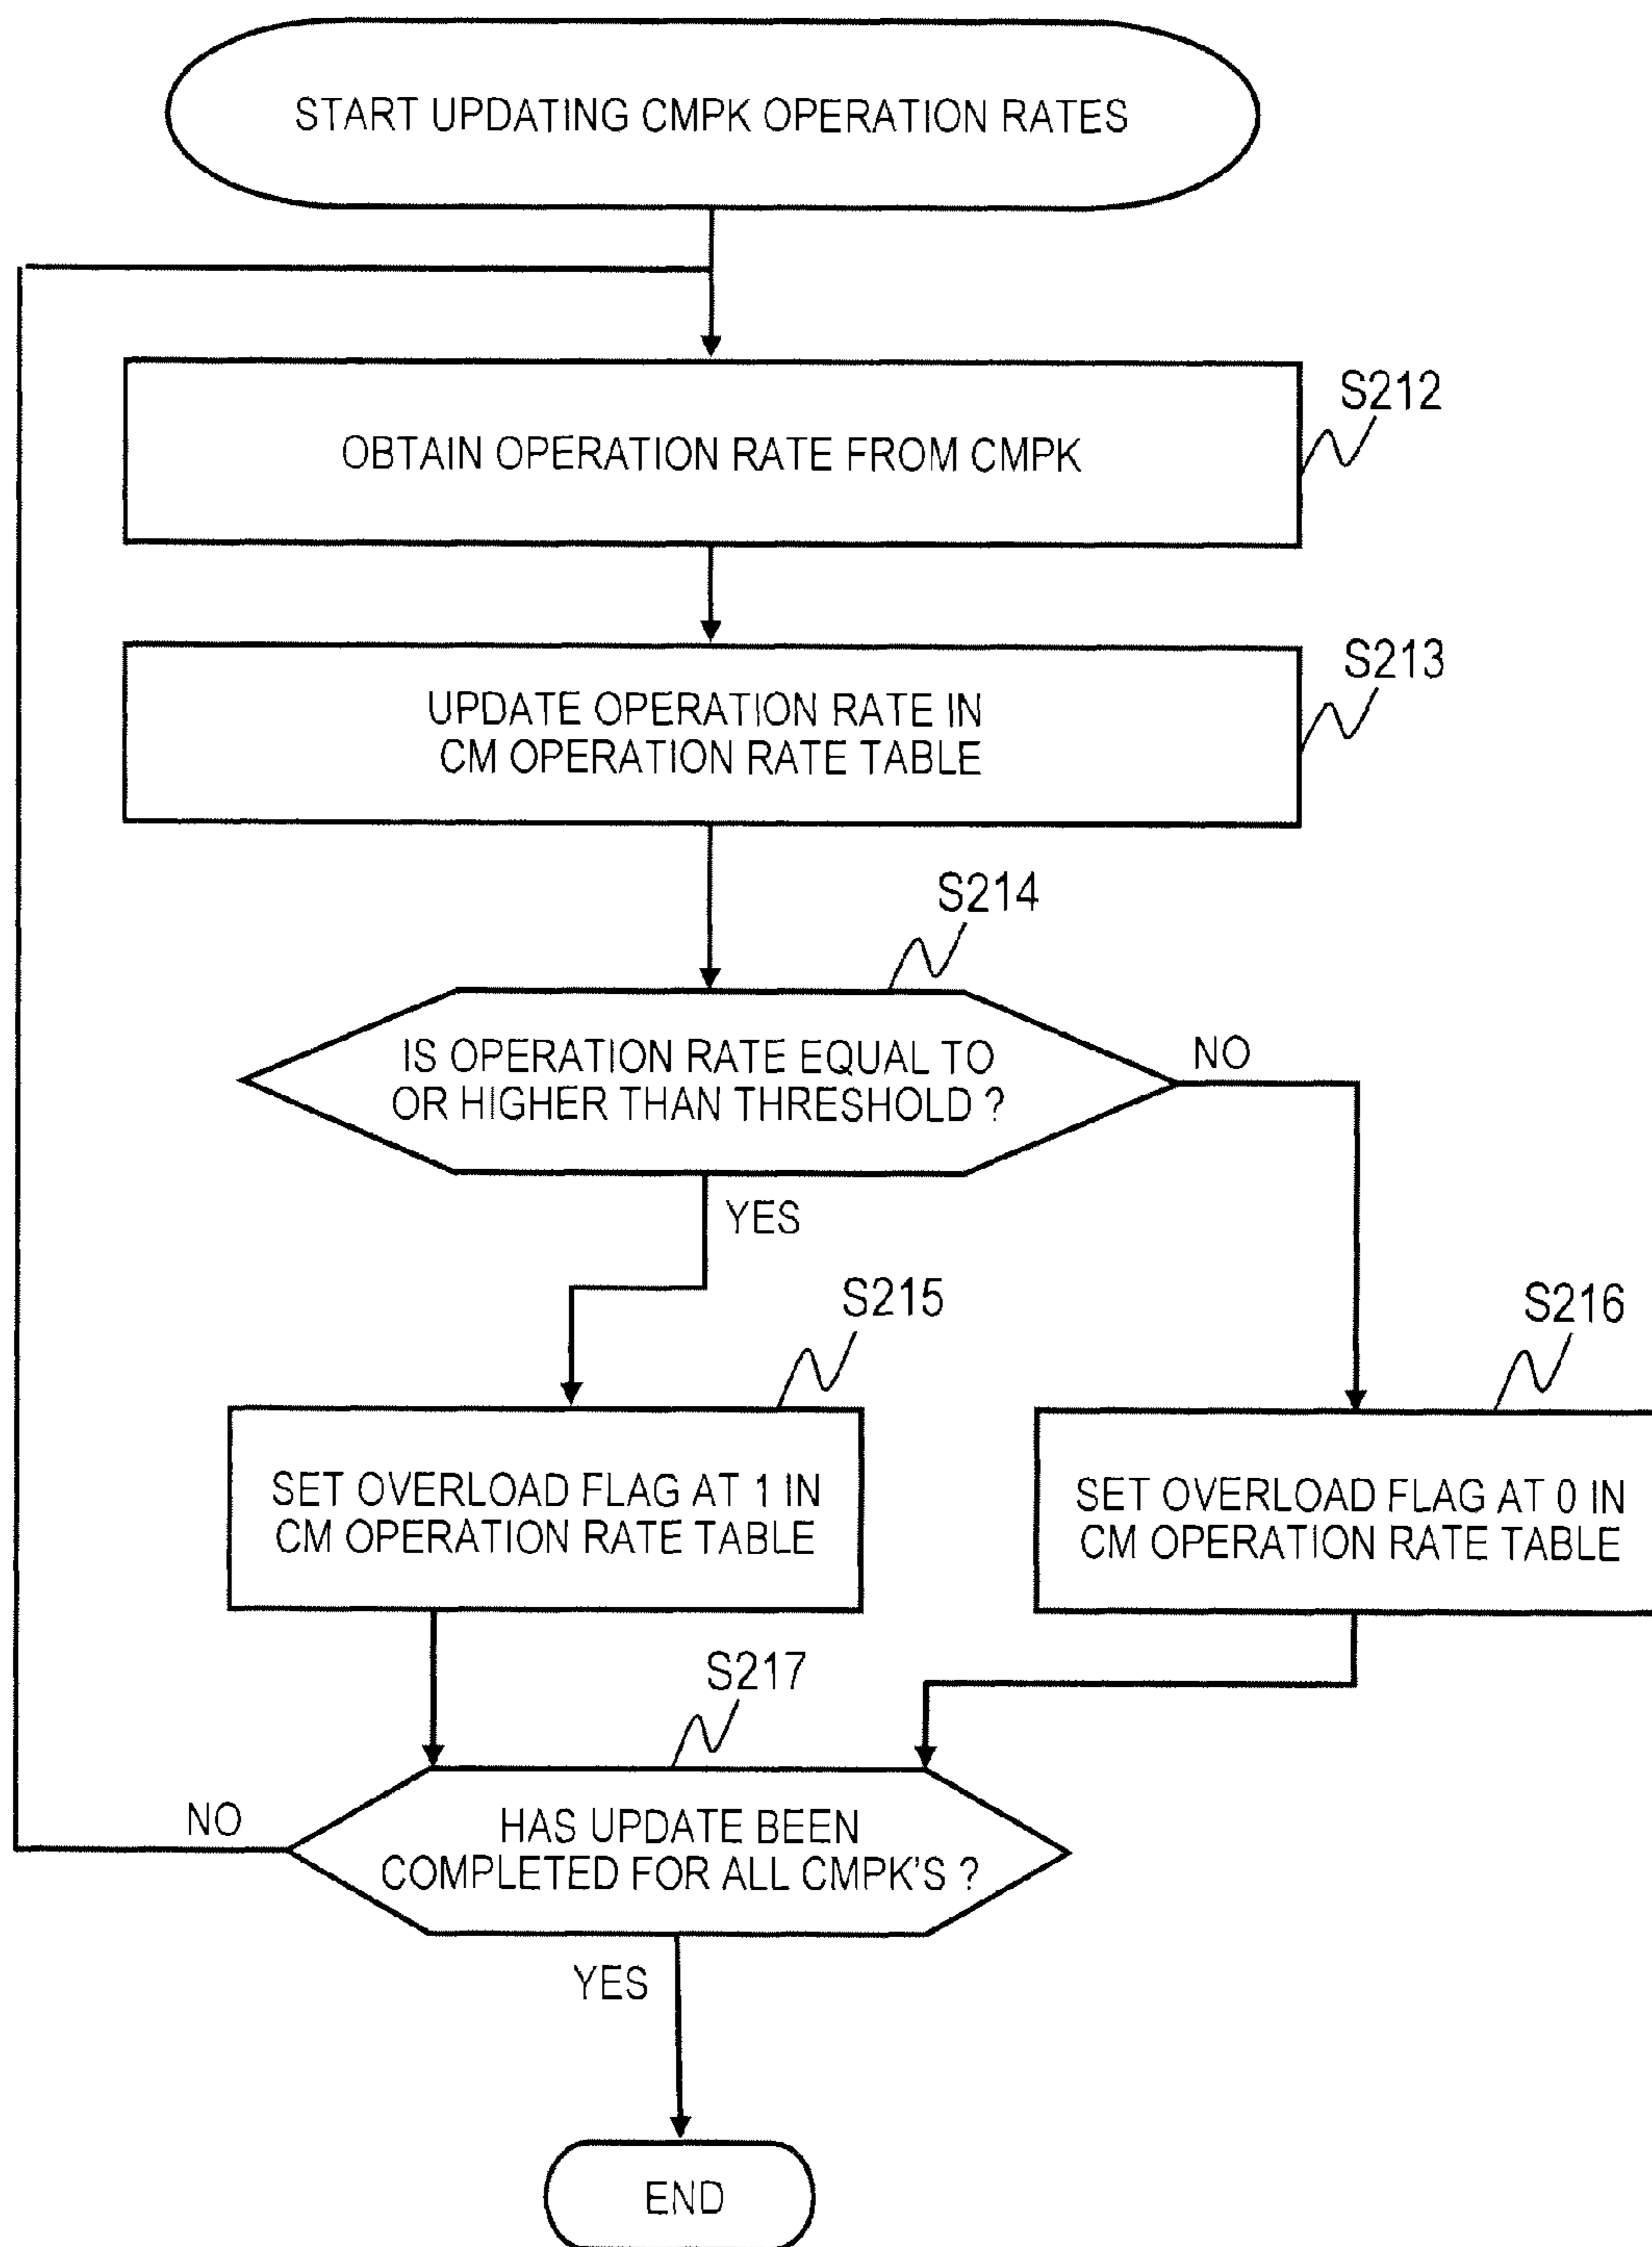 START UPDATING CMPK OPERATION RATES
S212
OBTAIN OPERATION RATE FROM CMPK
S213
UPDATE OPERATION RATE IN
CM OPERATION RATE TABLE
S214
IS OPERATION RATE EQUAL TO
OR HIGHER THAN THRESHOLD ?
NO
YES
S215
S216
SET OVERLOAD FLAG AT 1 IN
CM OPERATION RATE TABLE
SET OVERLOAD FLAG AT 0 IN
CM OPERATION RATE TABLE
S217
NO
HAS UPDATE BEEN
COMPLETED FOR ALL CMPK'S ?
YES
END